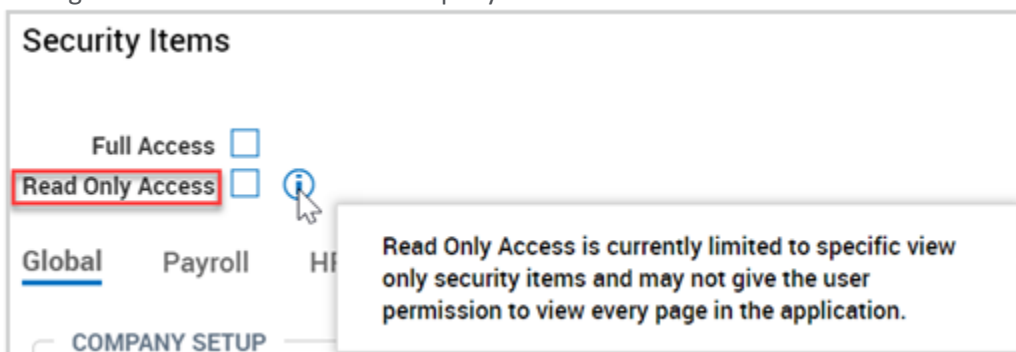 Security Items
Full Access
Read Only Access
Global Payroll
Read Only Access is currently limited to specific view
only security items and may not give the user
permission to view every page in the application.
COMPANY SETUP